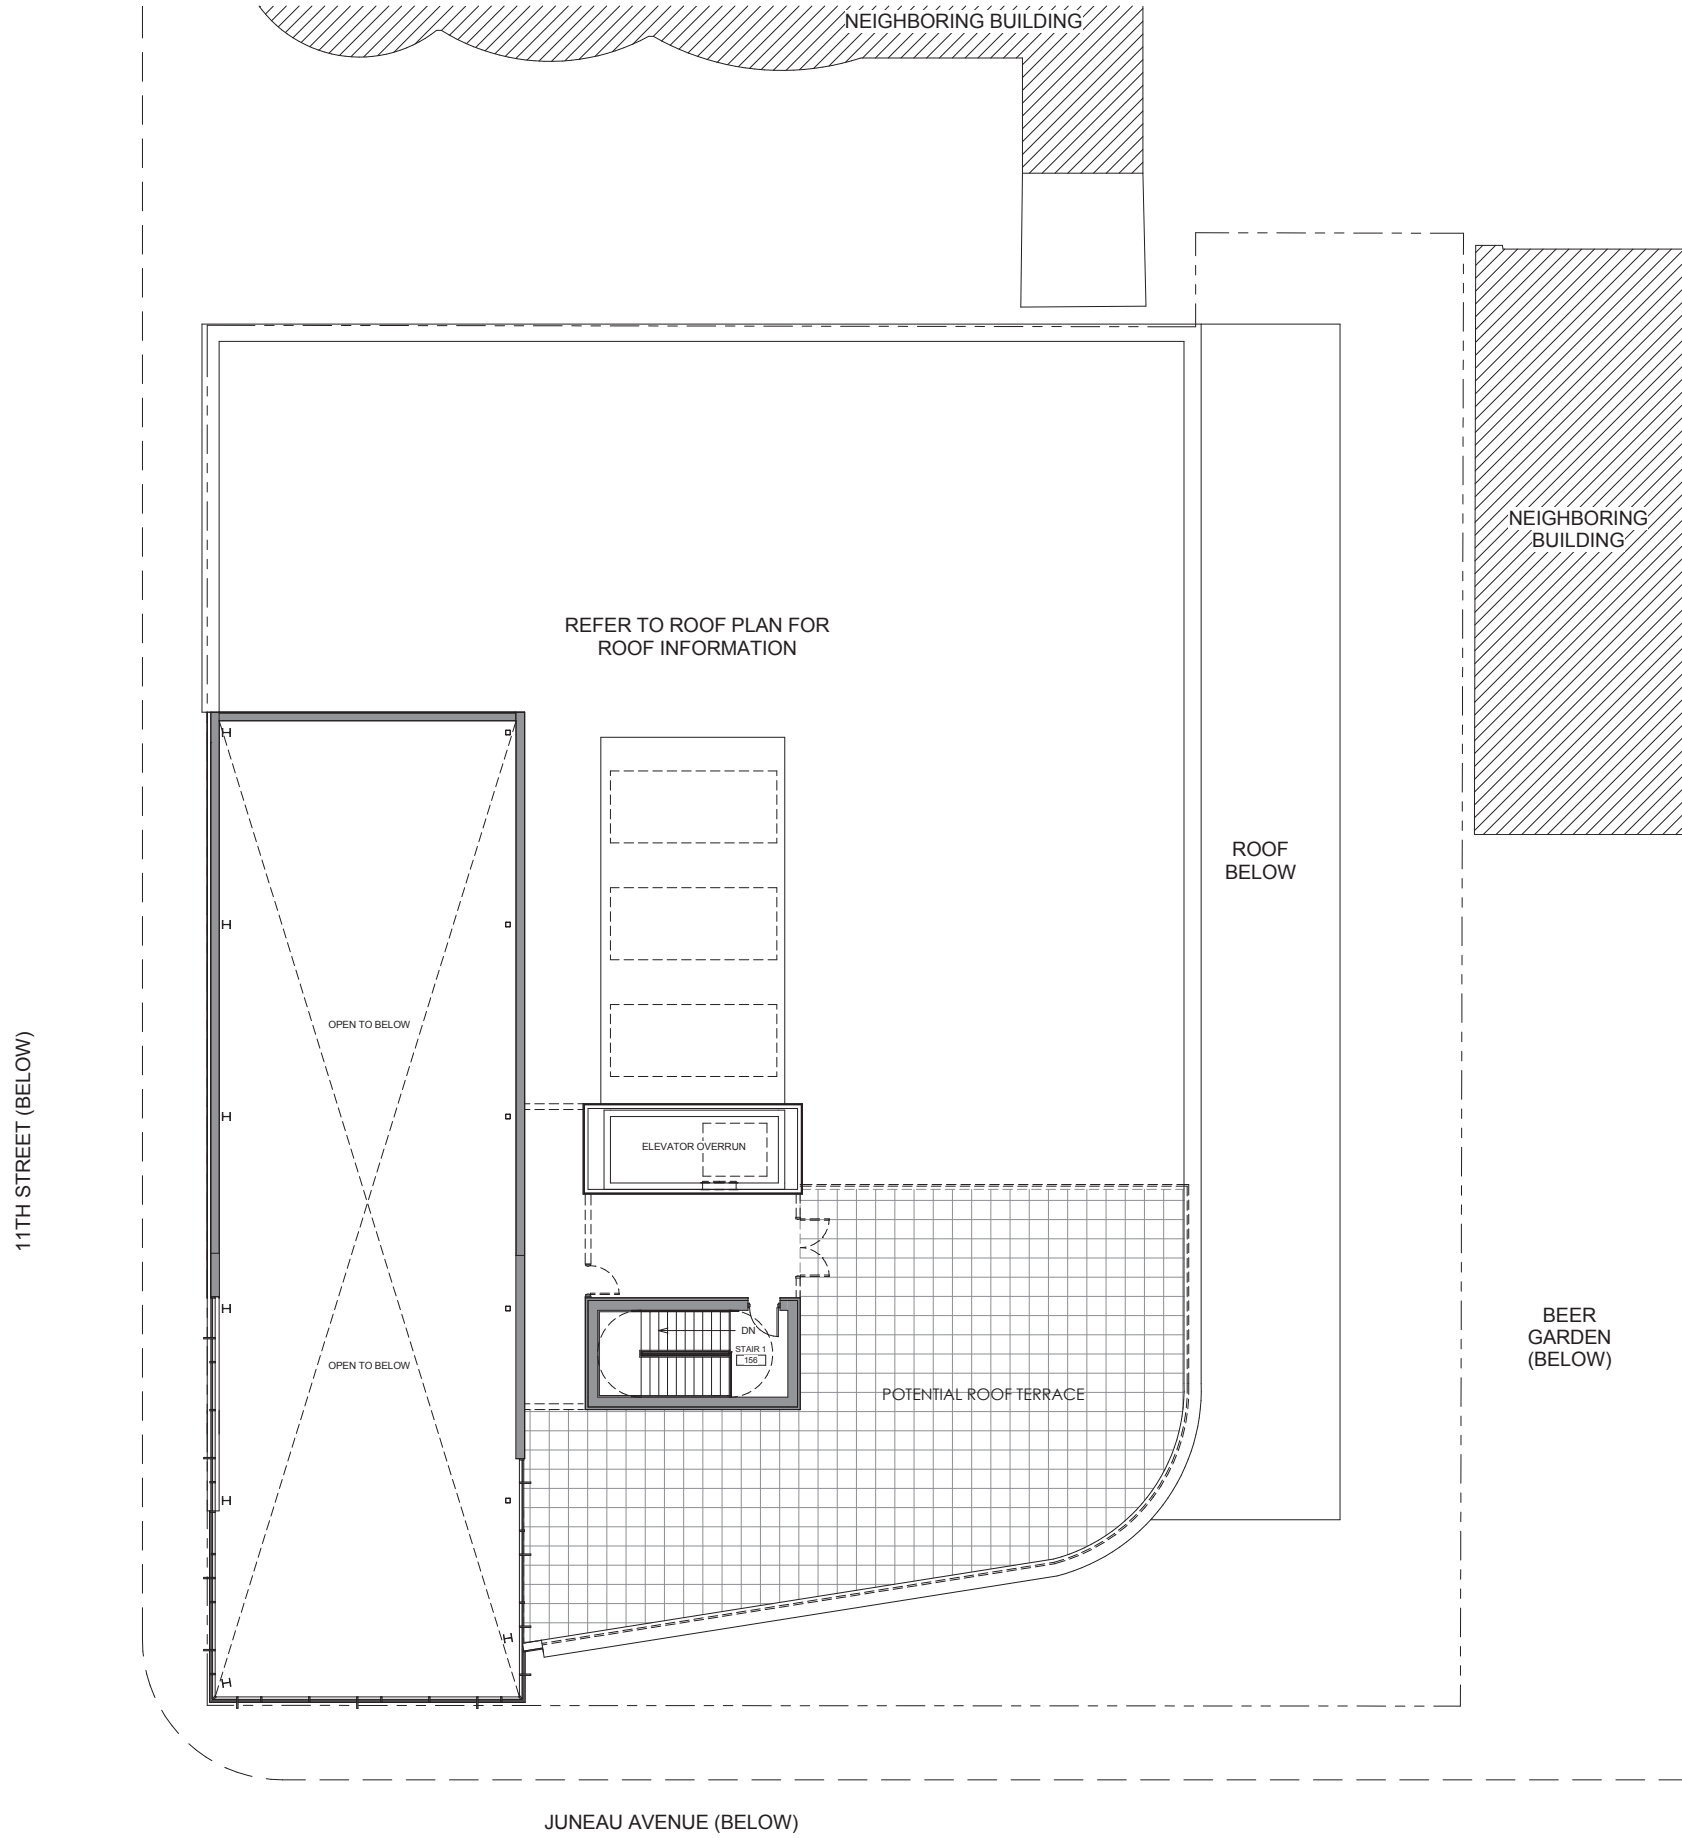 NEIGHBORING BUILDING
NEIGHBORING
BUILDING
REFER TO ROOF PLAN FOR
ROOF INFORMATION
ROOF
BELOW
OPEN TO BELOW
11TH STREET (BELOW)
ELEVATOR OVERRUN
DN
STAIR 1
156
OPEN TO BELOW
POTENTIAL ROOF TERRACE
BEER
GARDEN
(BELOW)
JUNEAU AVENUE (BELOW)